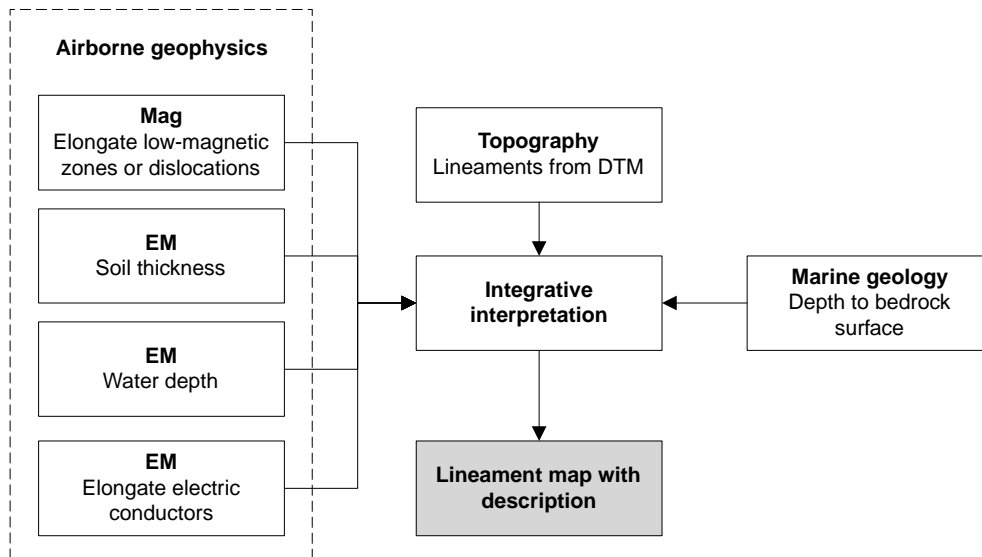 Airborne geophysics
Mag
Elongate low-magnetic
zones or dislocations
EM
Soil thickness
EM
Water depth
EM
Elongate electric
conductors
Topography
Lineaments from DTM
Integrative
interpretation
Marine geology
Depth to bedrock
surface
Lineament map with
description